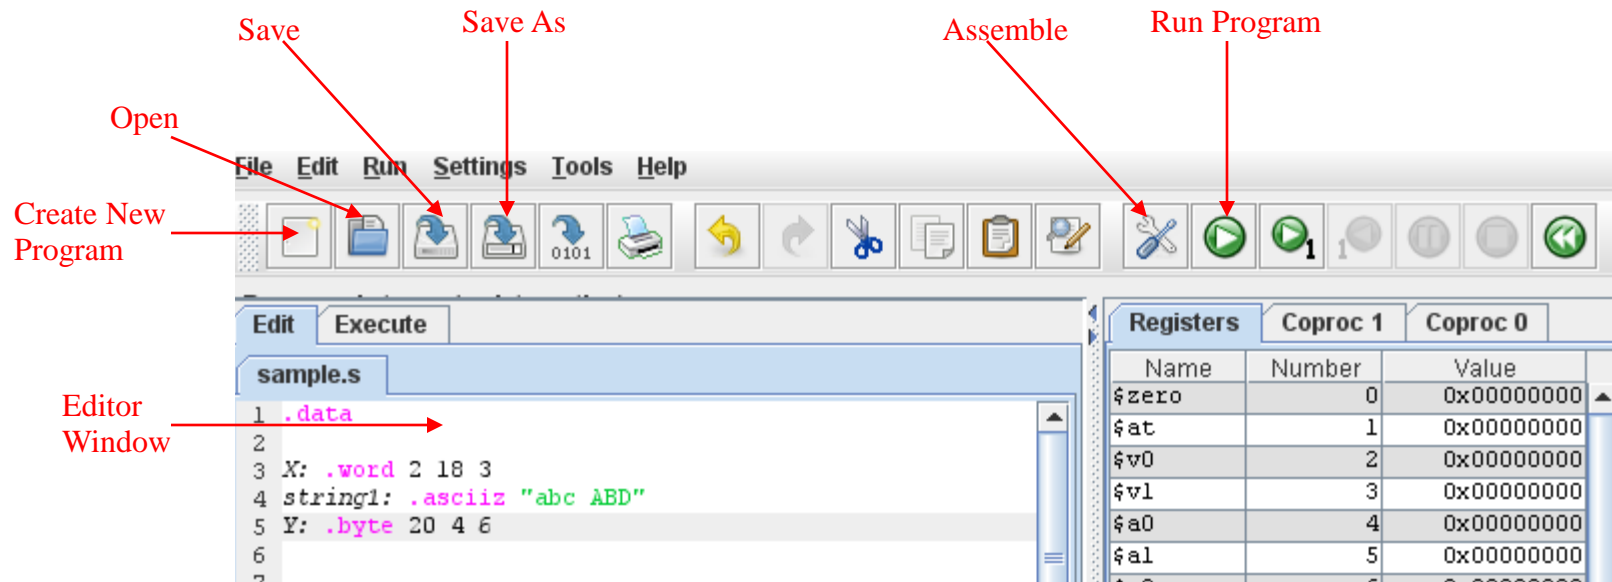 Save
Save As
Assemble
Run Program
Open
File Edit Run Settings Tools Help
Create New
Program
0101
1
1
Edit Execute
Registers Coproc 1 Coproc 0
sample.s
Name Number Value
Editor
Window
1 .data
2
3 X: .word 2 18 3
4 string1: .asciiz "abc ABD"
5 Y: .byte 20 4 6
6
$zero 0 0x00000000
$at 1 0x00000000
$v0 2 0x00000000
$v1 3 0x00000000
$a0 4 0x00000000
$a1 5 0x00000000